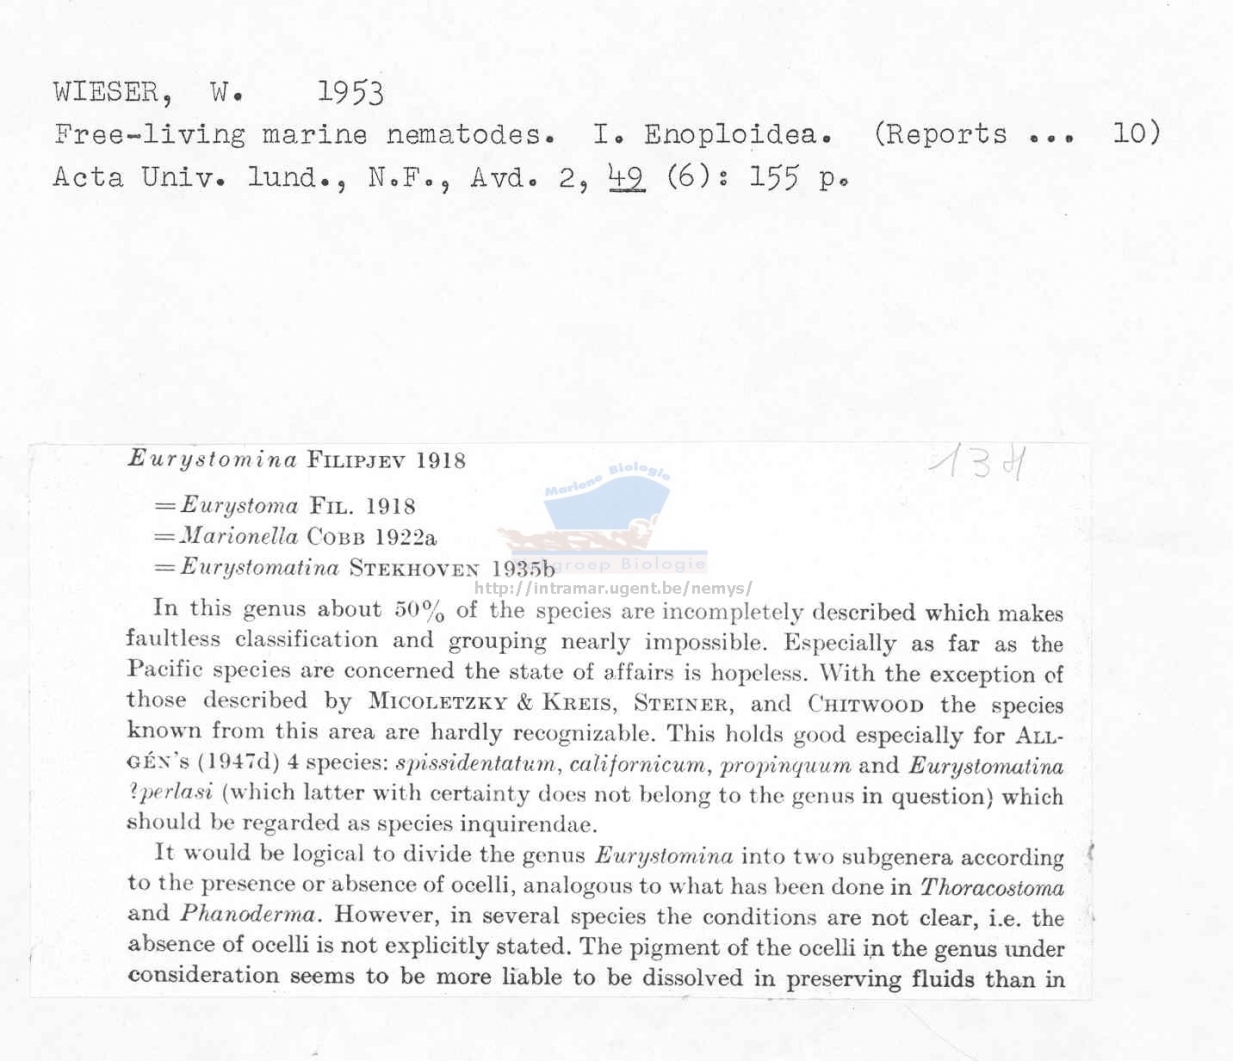 WIESER, W. 1953
Free-living marine nematodes. I. Enoploidea. (Reports ... 10)
Acta Univ. lund., N.F., Avd. 2, 49 (6): 155 p.
Eurystomina FILIPJEV 1918
=Eurystoma FIL. 1918
=Marionella COBB 1922a
=Eurystomatina STEKHOVEN 1935b
Mariene Biologie
groep Biologie
http://intramar.ugent.be/nemys/
In this genus about 50% of the species are incompletely described which makes
faultless classification and grouping nearly impossible. Especially as far as the
Pacific species are concerned the state of affairs is hopeless. With the exception of
those described by MICOLETZKY & KREIS, STEINER, and CHITWOOD the species
known from this area are hardly recognizable. This holds good especially for ALL-
GÉN's (1947d) 4 species: spissidentatum, californicum, propinquum and Eurystomatina
?perlasi (which latter with certainty does not belong to the genus in question) which
should be regarded as species inquirendae.
It would be logical to divide the genus Eurystomina into two subgenera according
to the presence or absence of ocelli, analogous to what has been done in Thoracostoma
and Phanoderma. However, in several species the conditions are not clear, i.e. the
absence of ocelli is not explicitly stated. The pigment of the ocelli in the genus under
consideration seems to be more liable to be dissolved in preserving fluids than in